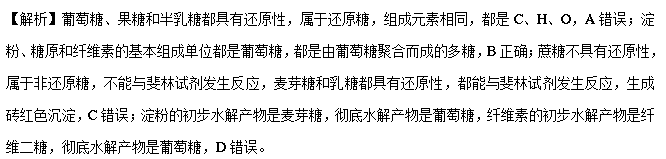 【解析】葡萄糖、果糖和半乳糖都具有还原性，属于还原糖，组成元素相同，都是 C、H、O，A 错误；淀
粉、糖原和纤维素的基本组成单位都是葡萄糖，都是由葡萄糖聚合而成的多糖，B 正确；蔗糖不具有还原性，
属于非还原糖，不能与斐林试剂发生反应，麦芽糖和乳糖都具有还原性，都能与斐林试剂发生反应，生成
砖红色沉淀，C 错误；淀粉的初步水解产物是麦芽糖，彻底水解产物是葡萄糖，纤维素的初步水解产物是纤
维二糖，彻底水解产物是葡萄糖，D 错误。